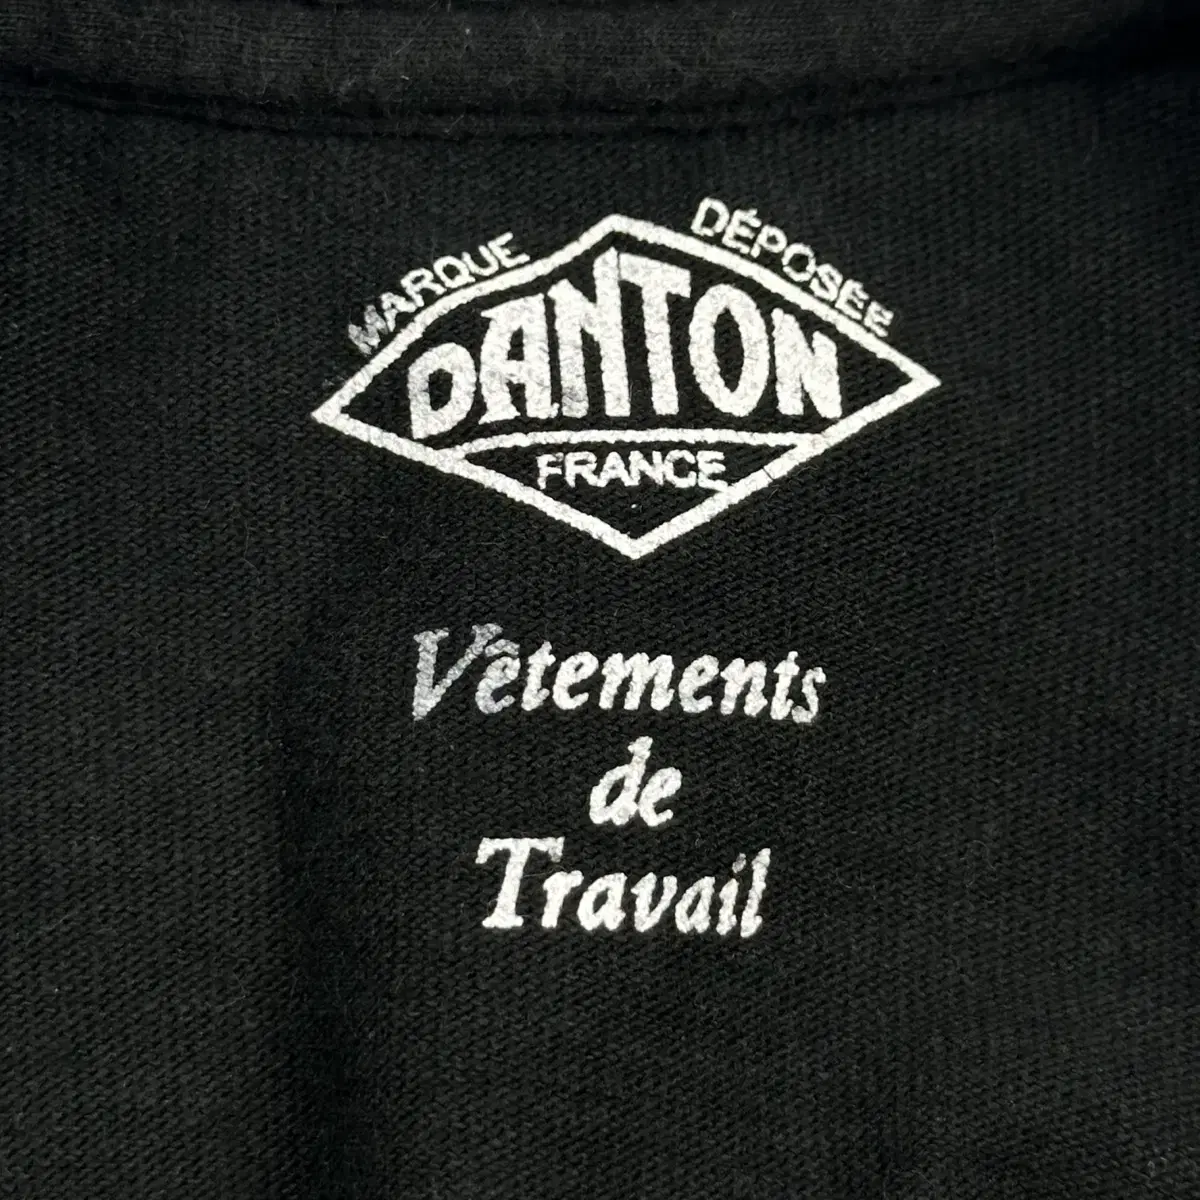 MARQUE DÉPOSÉE
DANTON
FRANCE
Vêtements
de
Travail